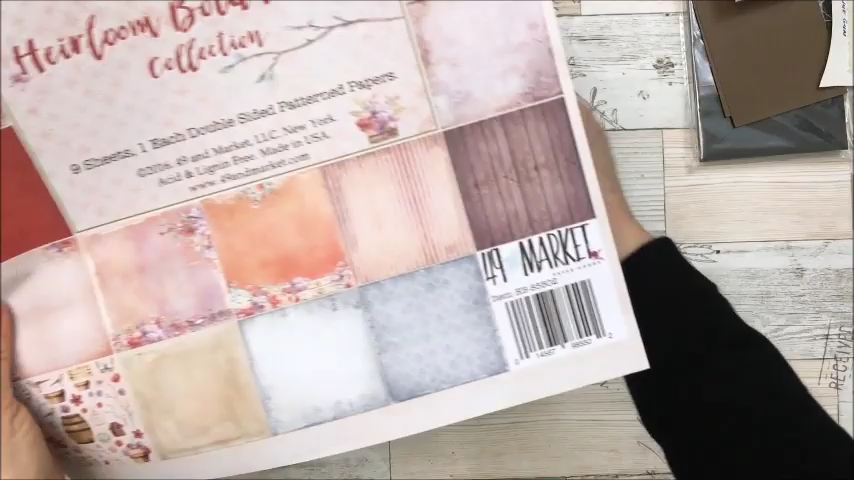 Heirloom
Collection
9 Sheets, 1 Each Double Sided Patterned Papers
49 and Market, LLC. New York
Acid & Lignin Free. Made in USA.
www.49andmarket.com
49 MARKET
RECEIVED